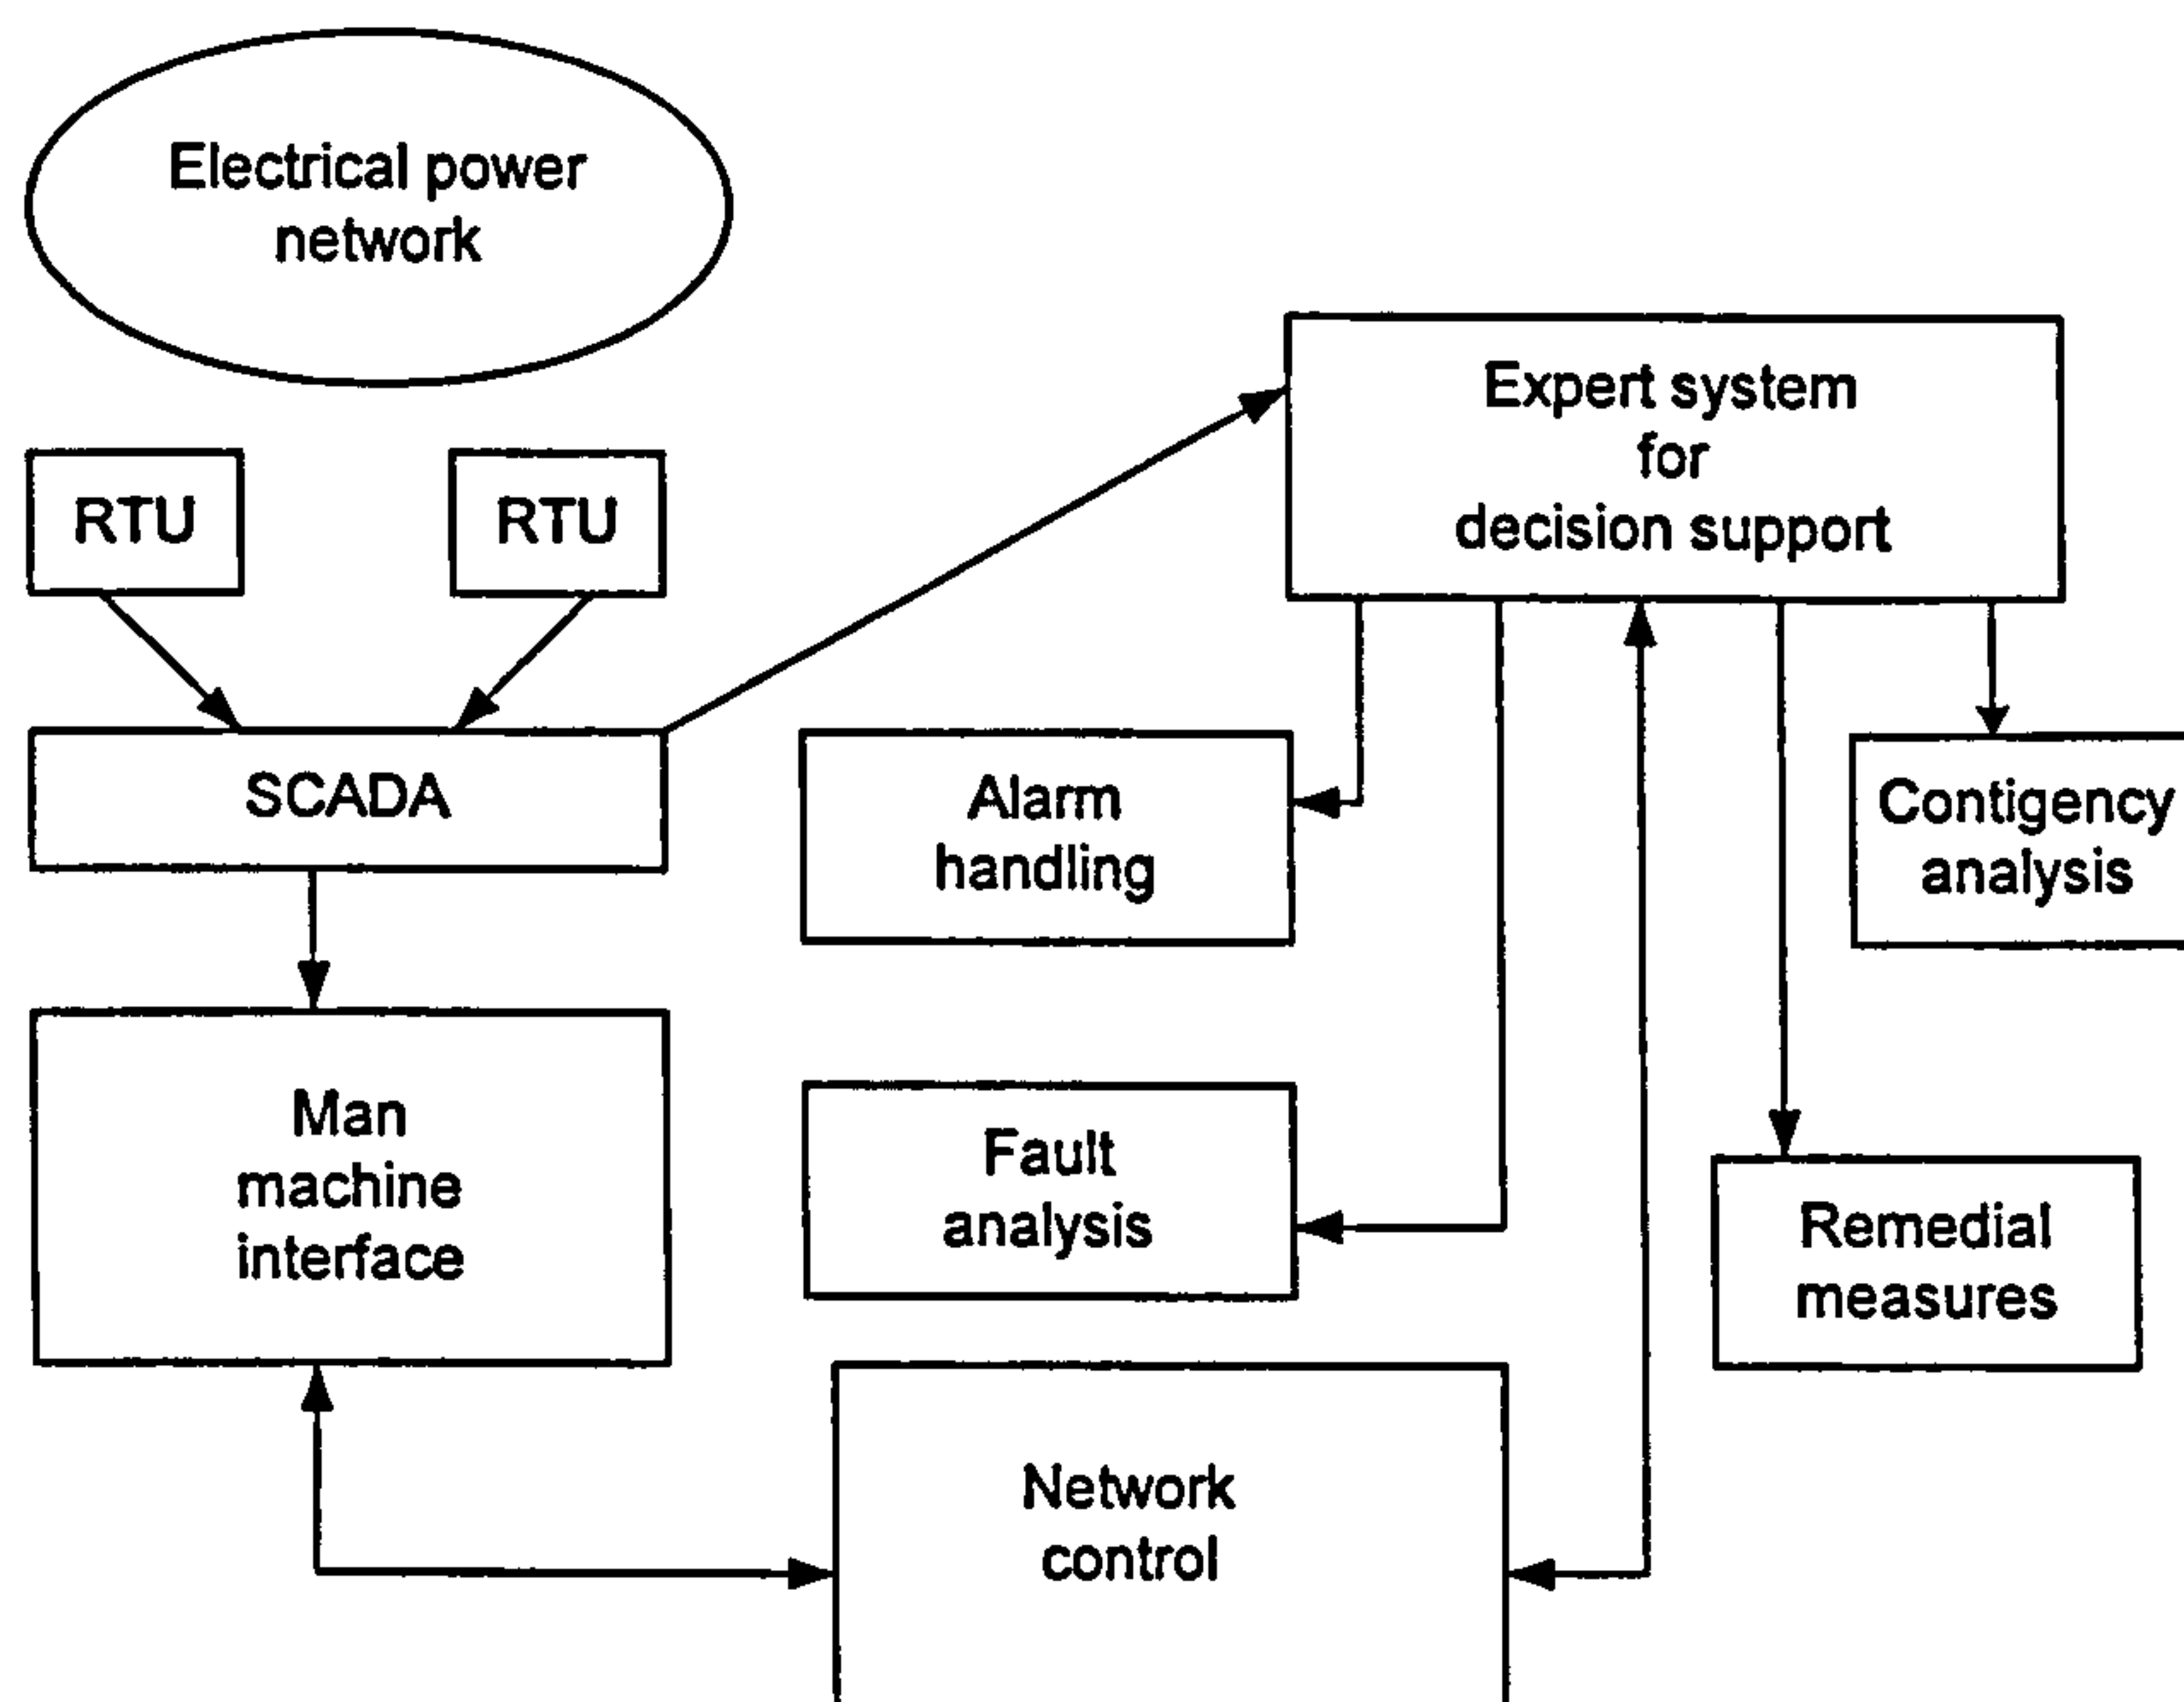 Electrical power
network
Expert system
for
decision support
RTU
RTU
SCADA
Alarm
handling
Contigency
analysis
Man
machine
interface
Fault
analysis
Remedial
measures
Network
control